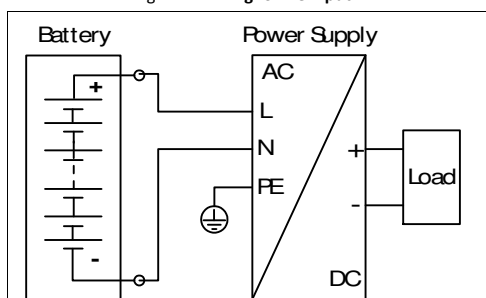 Battery
Power Supply
+
AC
L
N
PE
+
-
Load
-
DC